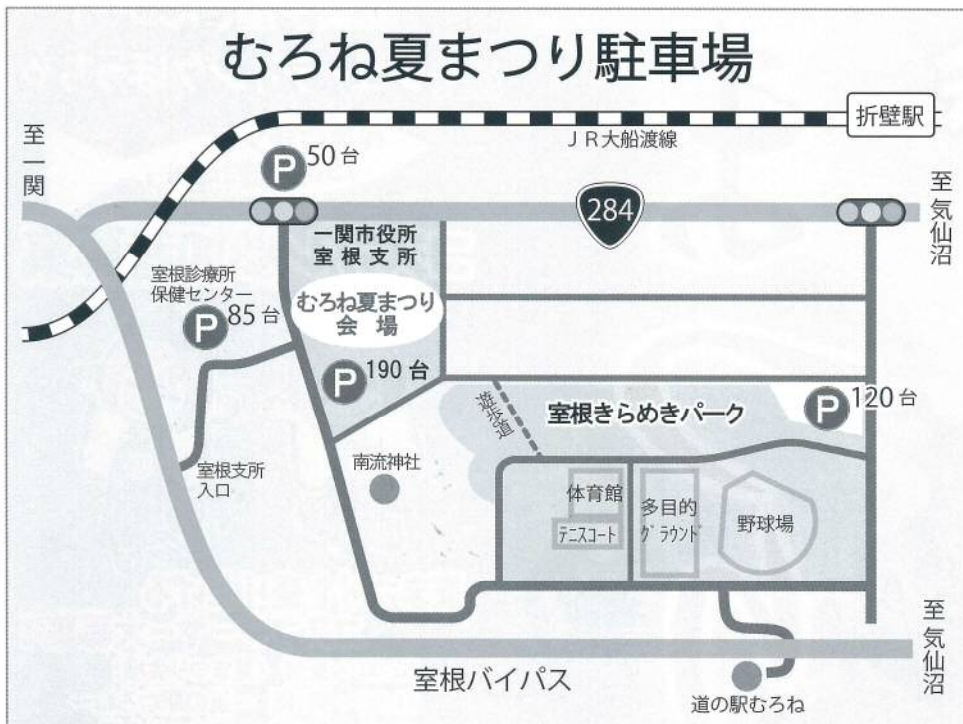 むろね夏まつり駐車場
折壁駅
JR大船渡線
至一関
P 50台
284
至気仙沼
一関市役所
室根支所
室根診療所
保健センター
P 85台
むろね夏まつり
会場
P 190台
遊歩道
室根きらめきパーク
P 120台
室根支所
入口
南流神社
体育館
テニスコート
多目的
グラウンド
野球場
至気仙沼
室根バイパス
道の駅むろね